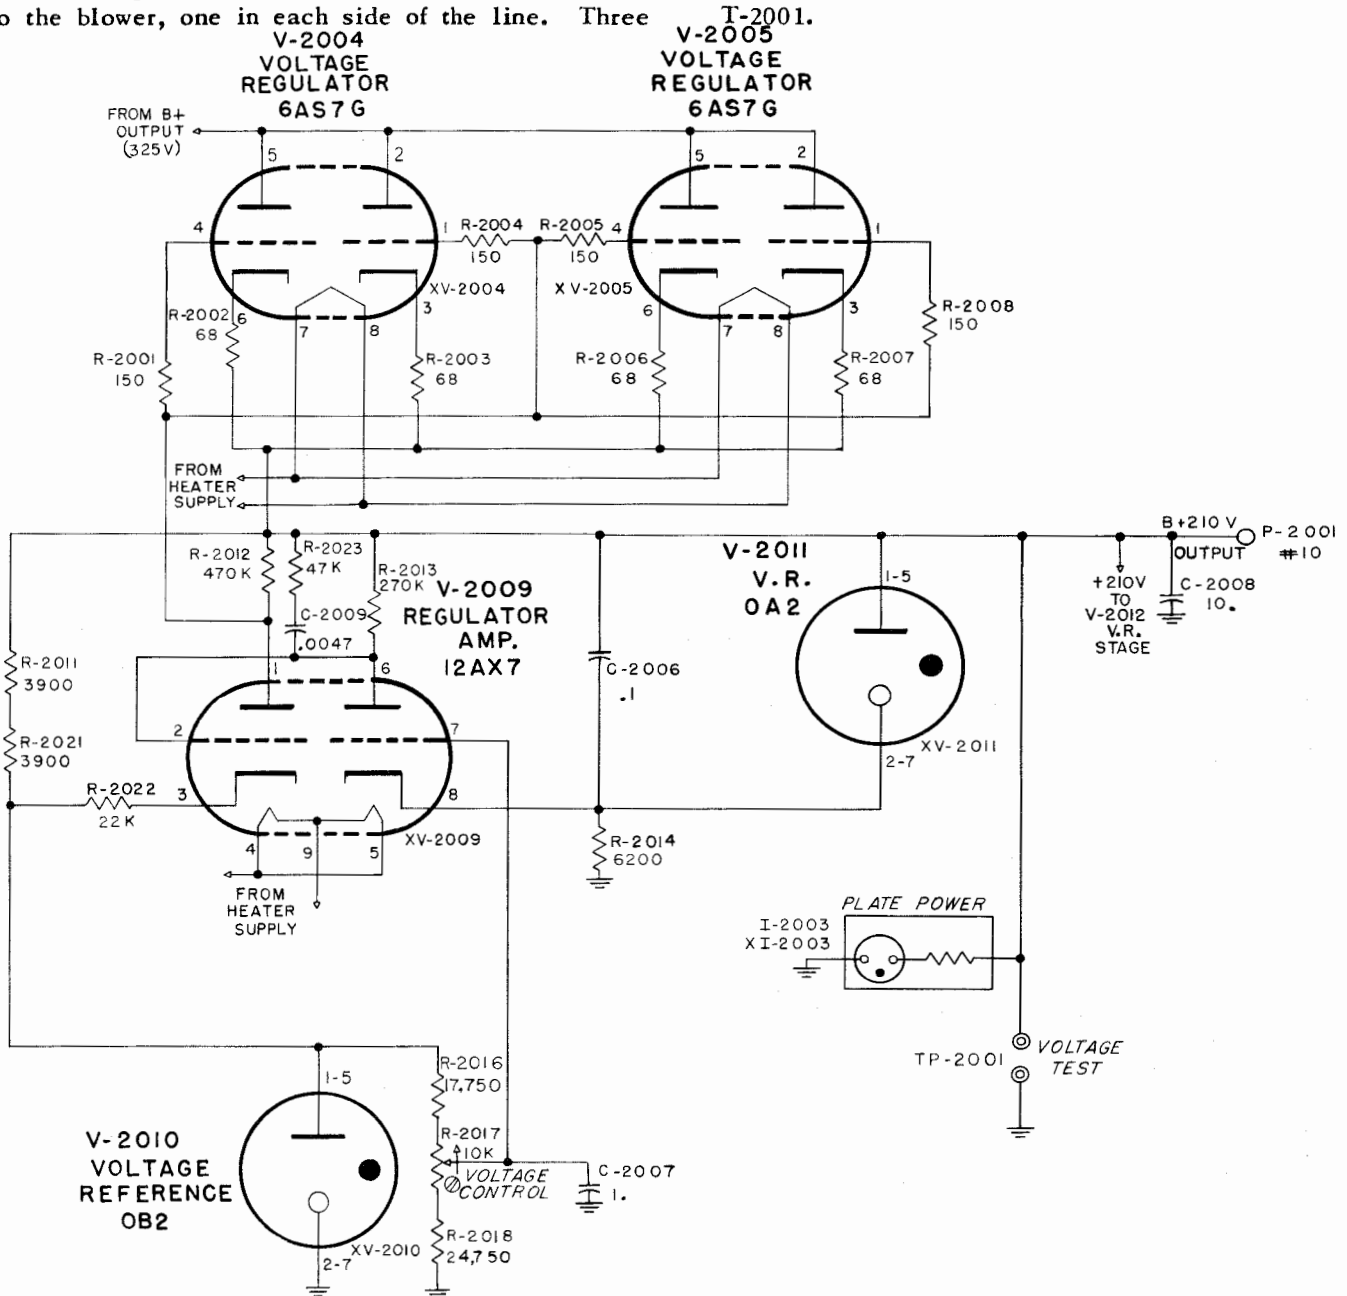 o the blower, one in each side of the line. Three T-2001.
V-2004
VOLTAGE
REGULATOR
6AS7G
V-2005
VOLTAGE
REGULATOR
6AS7G
FROM B+
OUTPUT
(325V)
5
2
5
2
4
1
R-2004
150
R-2005
150
4
1
XV-2004
XV-2005
R-2002
68
6
7
8
3
6
7
8
3
R-2008
150
R-2001
150
R-2003
68
R-2006
68
R-2007
68
FROM
HEATER
SUPPLY
B+210 V
OUTPUT
P-2001
#10
R-2012
470K
R-2023
47K
R-2013
270K
C-2009
.0047
V-2009
REGULATOR
AMP.
12AX7
V-2011
V.R.
OA2
1-5
+210V
TO
V-2012
V.R.
STAGE
C-2008
10.
R-2011
3900
1
6
C-2006
.1
R-2021
3900
2
7
XV-2011
2-7
R-2022
22K
3
8
XV-2009
4
9
5
R-2014
6200
FROM
HEATER
SUPPLY
PLATE POWER
I-2003
XI-2003
TP-2001
VOLTAGE
TEST
1-5
R-2016
17,750
V-2010
VOLTAGE
REFERENCE
OB2
R-2017
10K
VOLTAGE
CONTROL
C-2007
1.
XV-2010
2-7
R-2018
24,750